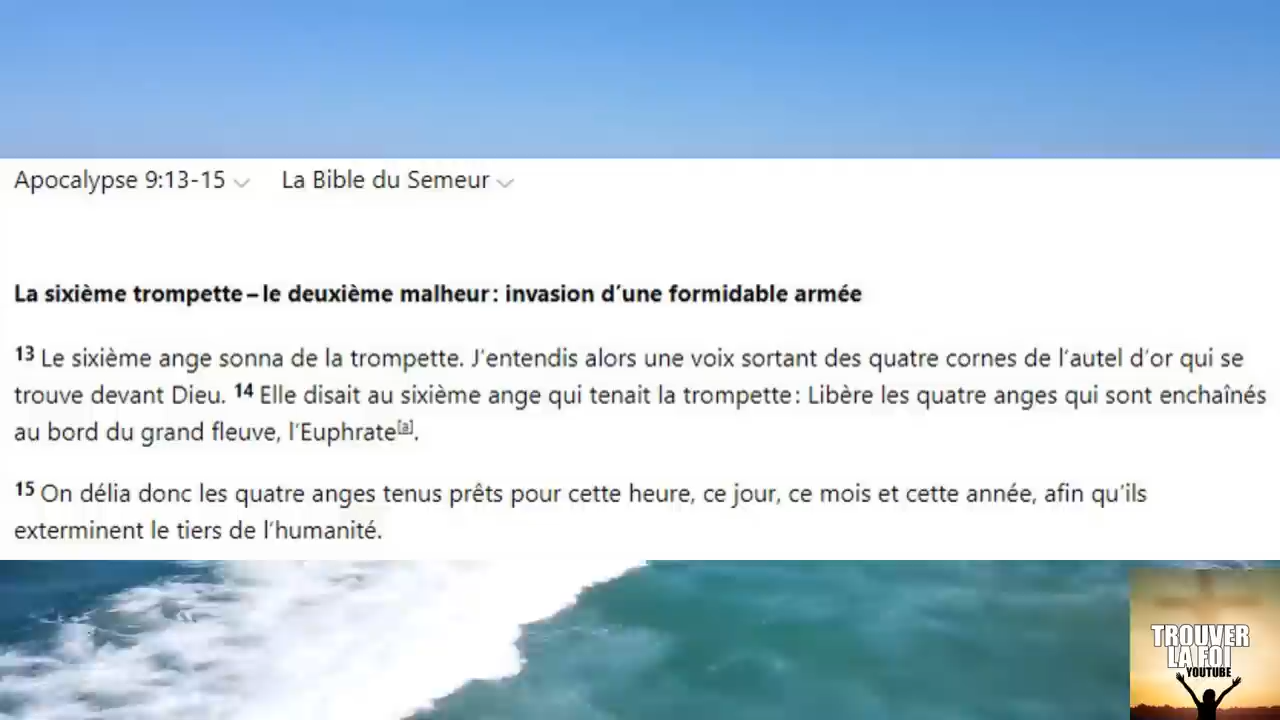 Apocalypse 9:13-15 La Bible du Semeur
La sixième trompette – le deuxième malheur : invasion d’une formidable armée
13 Le sixième ange sonna de la trompette. J’entendis alors une voix sortant des quatre cornes de l’autel d’or qui se
trouve devant Dieu. 14 Elle disait au sixième ange qui tenait la trompette : Libère les quatre anges qui sont enchaînés
au bord du grand fleuve, l’Euphrate[a].
15 On délia donc les quatre anges tenus prêts pour cette heure, ce jour, ce mois et cette année, afin qu’ils
exterminent le tiers de l’humanité.
TROUVER
LA FOI
YOUTUBE